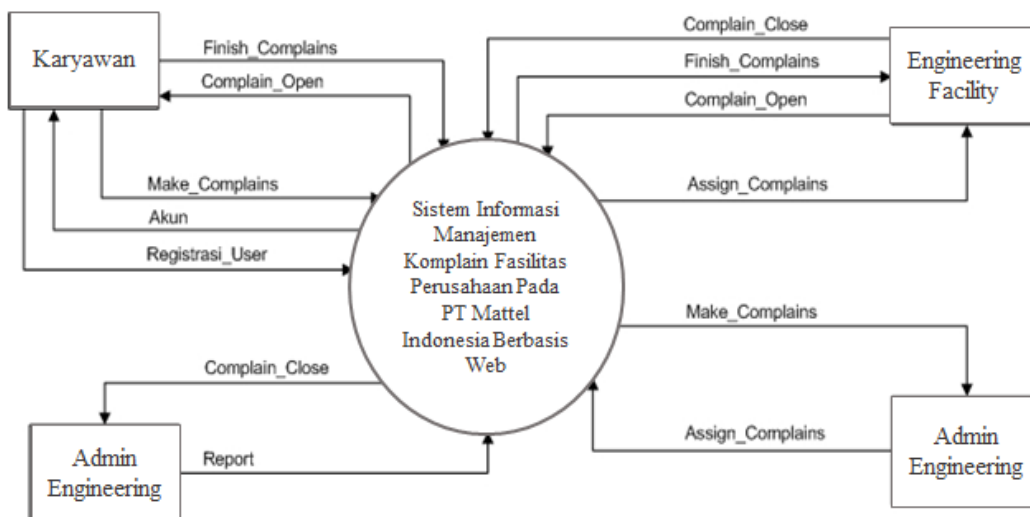 Karyawan
Finish_Complains
Complain_Open
Make_Complains
Akun
Registrasi_User
Complain_Close
Finish_Complains
Complain_Open
Assign_Complains
Engineering
Facility
Sistem Informasi
Manajemen
Komplain Fasilitas
Perusahaan Pada
PT Mattel
Indonesia Berbasis
Web
Complain_Close
Report
Admin
Engineering
Make_Complains
Assign_Complains
Admin
Engineering